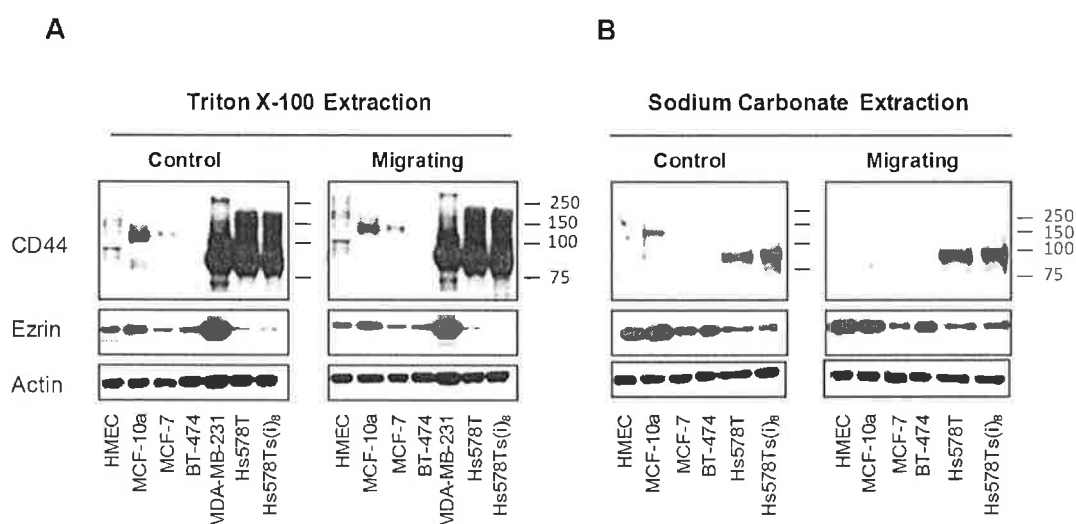 A
B
Triton X-100 Extraction
Sodium Carbonate Extraction
Control
Migrating
Control
Migrating
CD44
250
150
100
75
250
150
100
75
Ezrin
Actin
HMEC
MCF-10a
MCF-7
BT-474
MDA-MB-231
Hs578T
Hs578Ts(i)8
HMEC
MCF-10a
MCF-7
BT-474
MDA-MB-231
Hs578T
Hs578Ts(i)8
HMEC
MCF-10a
MCF-7
BT-474
Hs578T
Hs578Ts(i)8
HMEC
MCF-10a
MCF-7
BT-474
Hs578T
Hs578Ts(i)8